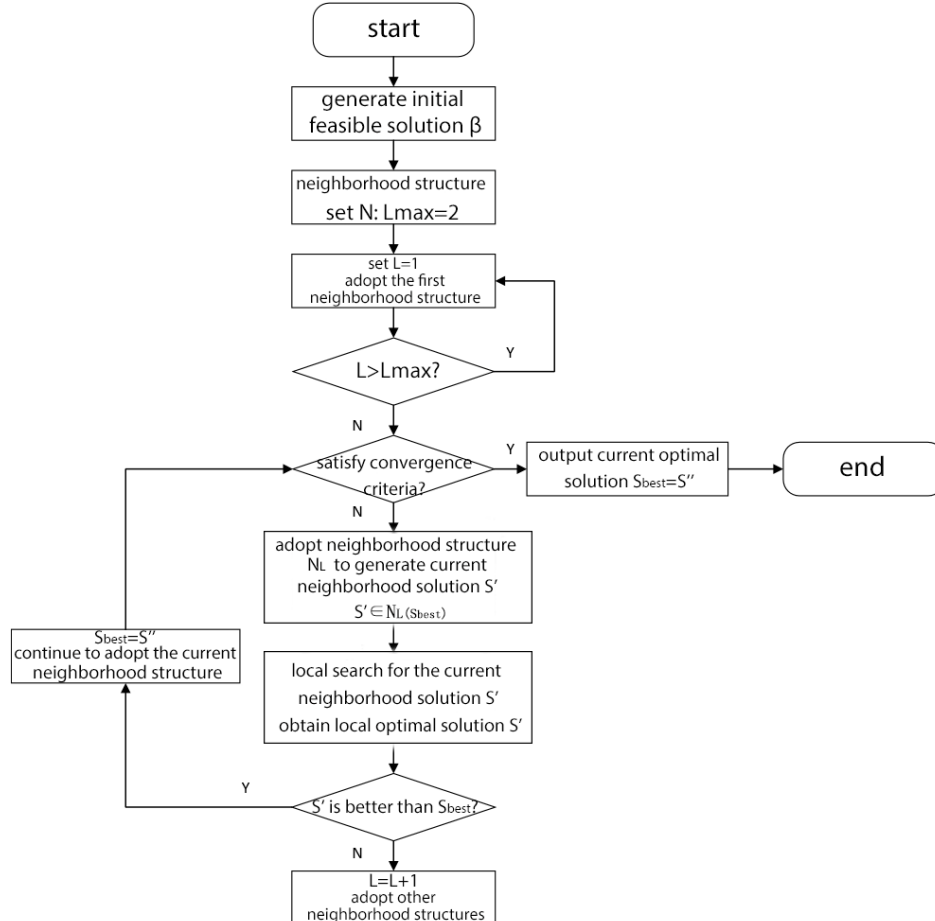 start
generate initial
feasible solution β
neighborhood structure
set N: Lmax=2
set L=1
adopt the first
neighborhood structure
L>Lmax?
Y
N
satisfy convergence
criteria?
Y
output current optimal
solution Sbest=S″
end
N
adopt neighborhood structure
NL to generate current
neighborhood solution S′
S′∈NL(Sbest)
Sbest=S″
continue to adopt the current
neighborhood structure
local search for the current
neighborhood solution S′
obtain local optimal solution S′
Y
S′ is better than Sbest?
N
L=L+1
adopt other
neighborhood structures